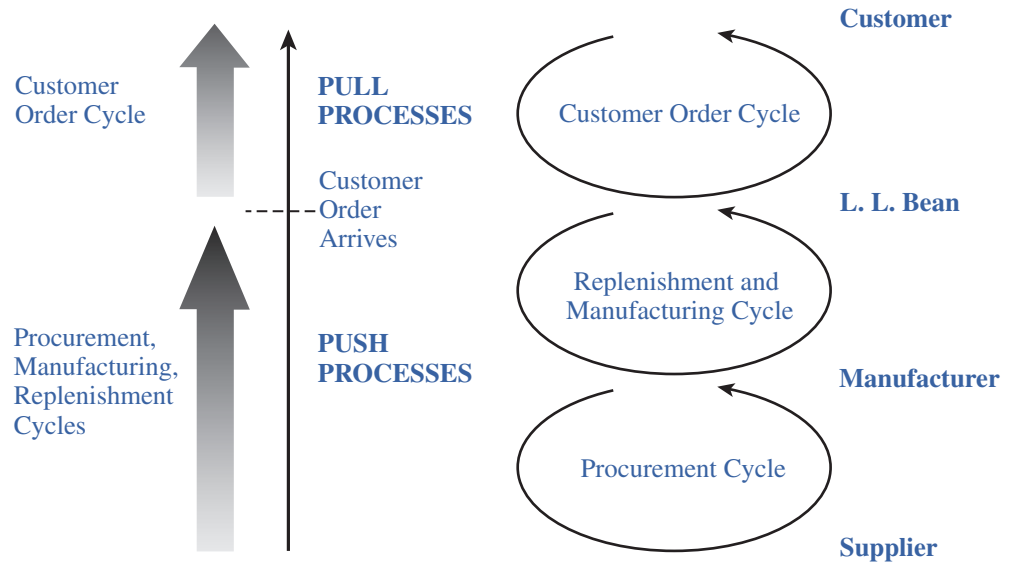 Customer
Order Cycle
PULL
PROCESSES
Customer
Order
Arrives
Procurement,
Manufacturing,
Replenishment
Cycles
PUSH
PROCESSES
Customer
Customer Order Cycle
L. L. Bean
Replenishment and
Manufacturing Cycle
Manufacturer
Procurement Cycle
Supplier